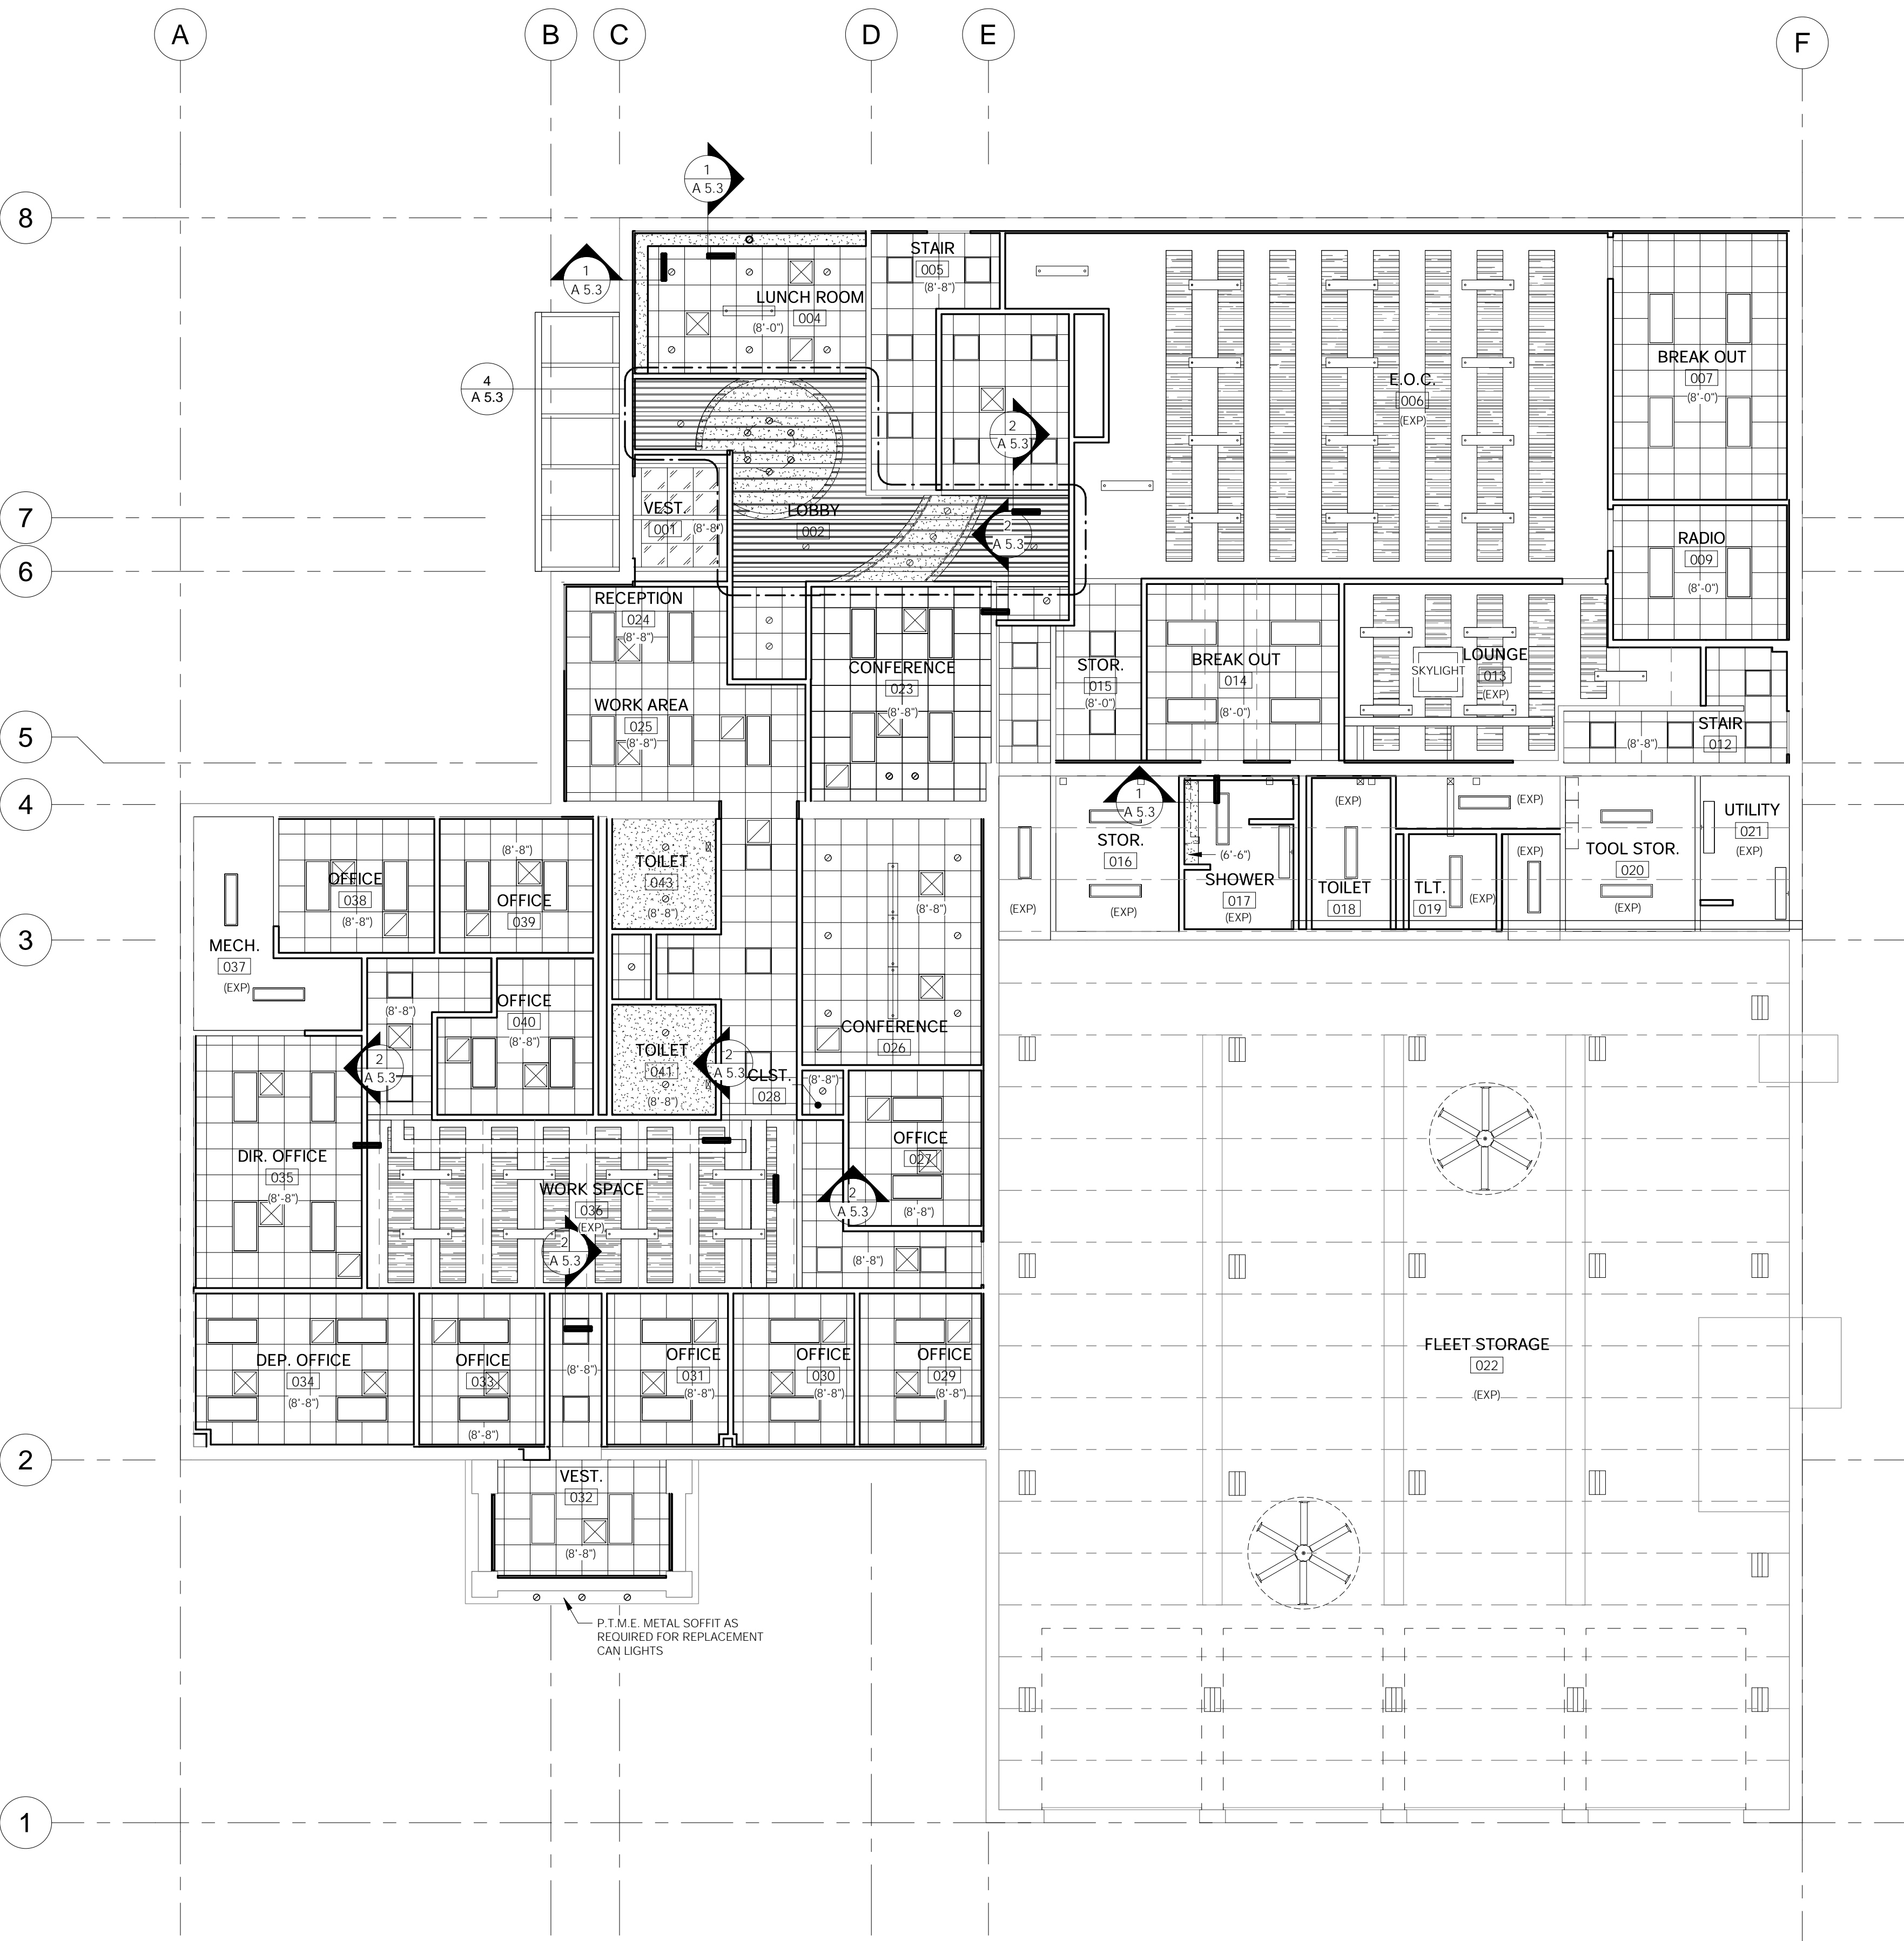 A
B
C
D
E
F
8
7
6
5
4
3
2
1
1
A 5.3
1
A 5.3
4
A 5.3
STAIR
005
(8'-8")
LUNCH ROOM
004
(8'-0")
E.O.C.
006
(EXP)
BREAK OUT
007
(8'-0")
2
A 5.3
VEST.
001
(8'-8")
LOBBY
002
2
A 5.3
RADIO
009
(8'-0")
RECEPTION
024
(8'-8")
CONFERENCE
023
(8'-8")
STOR.
015
(8'-0")
BREAK OUT
014
(8'-0")
SKYLIGHT
LOUNGE
013
(EXP)
WORK AREA
025
(8'-8")
STAIR
012
(8'-8")
1
A 5.3
STOR.
016
(EXP)
(EXP)
(6'-6")
SHOWER
017
(EXP)
(EXP)
TOILET
018
TLT.
019
(EXP)
(EXP)
(EXP)
TOOL STOR.
020
(EXP)
UTILITY
021
(EXP)
OFFICE
038
(8'-8")
(8'-8")
OFFICE
039
TOILET
043
(8'-8")
(8'-8")
MECH.
037
(EXP)
(8'-8")
OFFICE
040
(8'-8")
CONFERENCE
026
TOILET
041
(8'-8")
2
A 5.3
2
A 5.3
CLST.
028
(8'-8")
OFFICE
027
(8'-8")
DIR. OFFICE
035
(8'-8")
WORK SPACE
036
(EXP)
2
A 5.3
2
A 5.3
(8'-8")
DEP. OFFICE
034
(8'-8")
OFFICE
033
(8'-8")
(8'-8")
OFFICE
031
(8'-8")
OFFICE
030
(8'-8")
OFFICE
029
(8'-8")
FLEET STORAGE
022
(EXP)
VEST.
032
(8'-8")
P.T.M.E. METAL SOFFIT AS
REQUIRED FOR REPLACEMENT
CAN LIGHTS